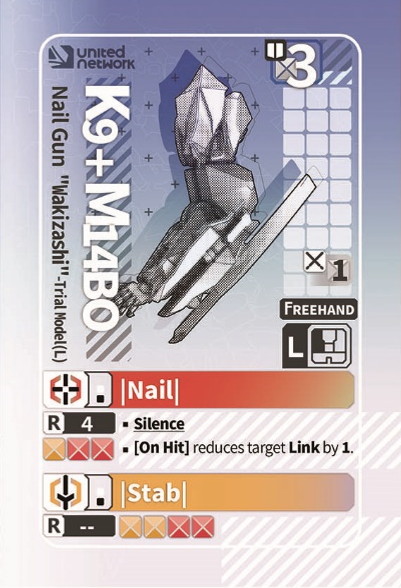 UNITED
NETWORK
3
K9+M14B0
Nail Gun "Wakizashi"-Trial Model(L)
1
FREEHAND
L
|Nail|
R 4
▪ Silence
▪ [On Hit] reduces target Link by 1.
|Stab|
R --